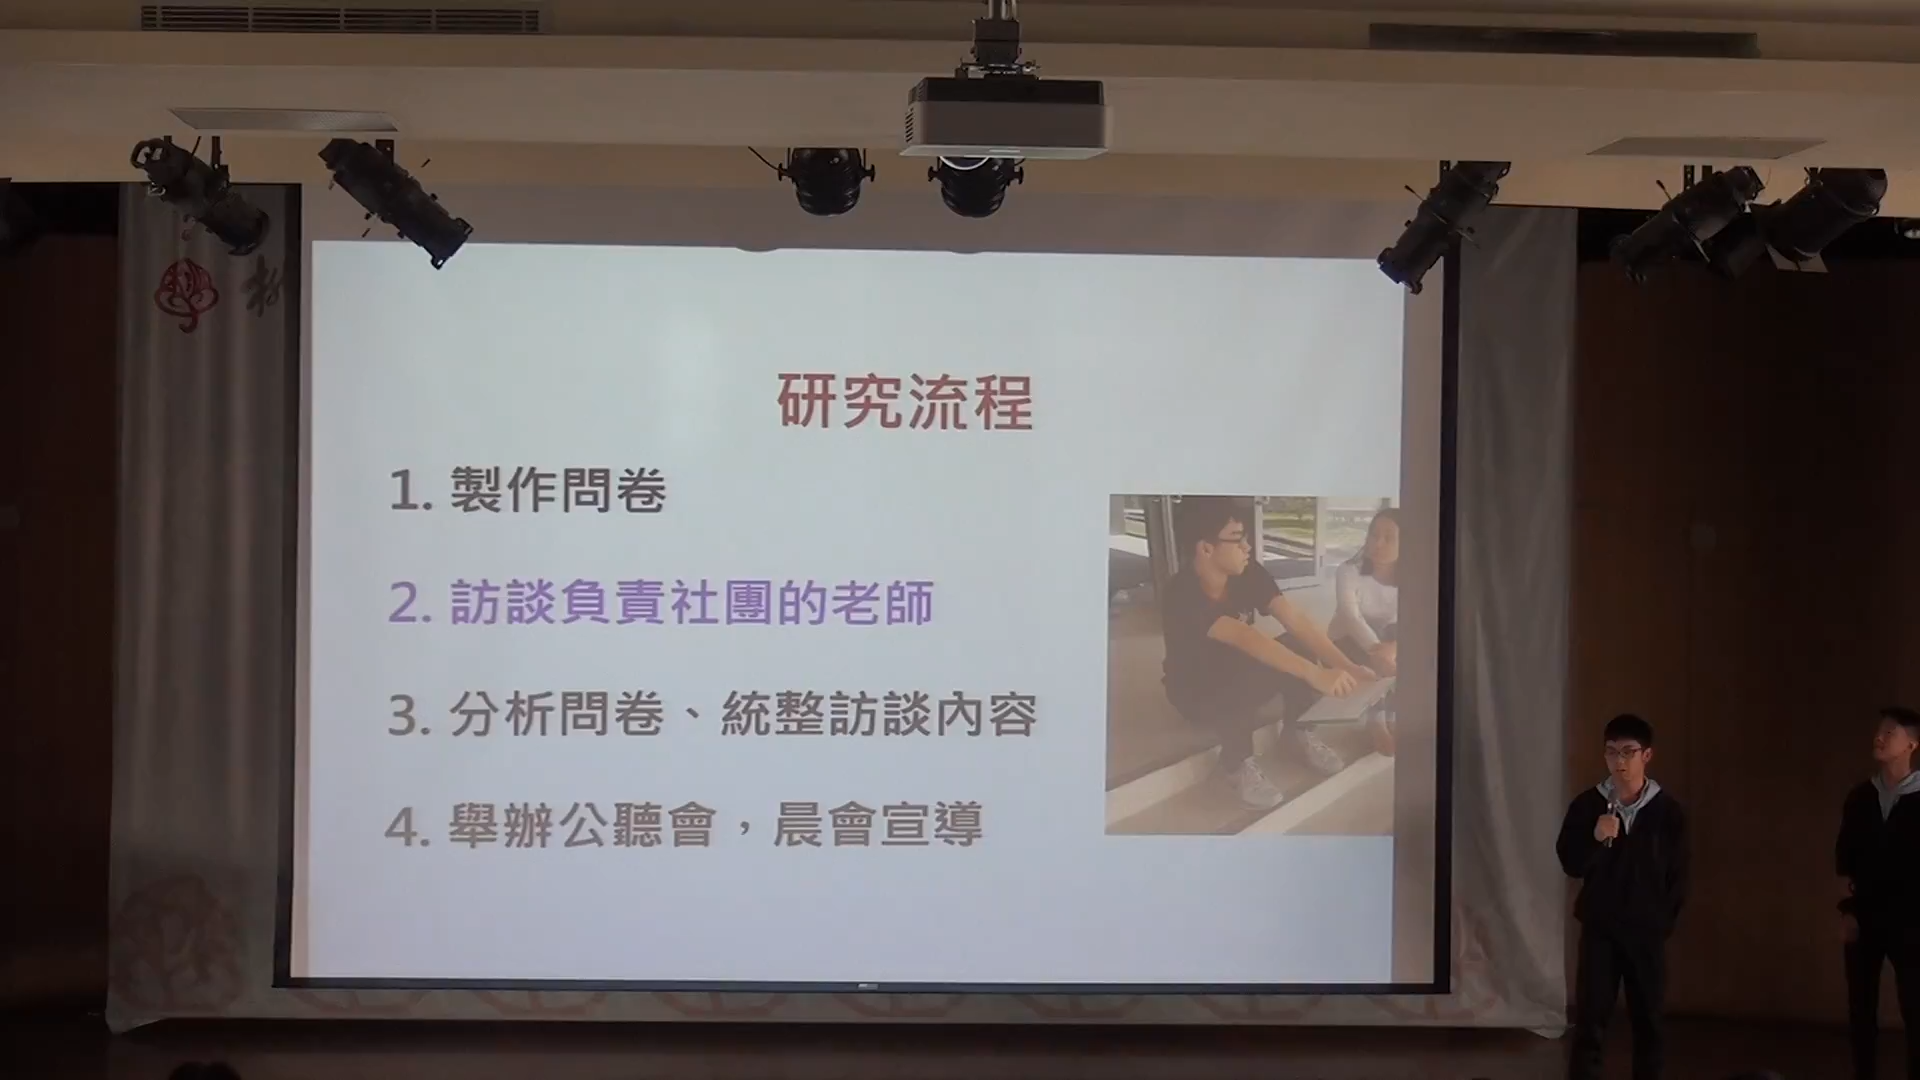 研究流程
1. 製作問卷
2. 訪談負責社團的老師
3. 分析問卷、統整訪談內容
4. 舉辦公聽會，晨會宣導